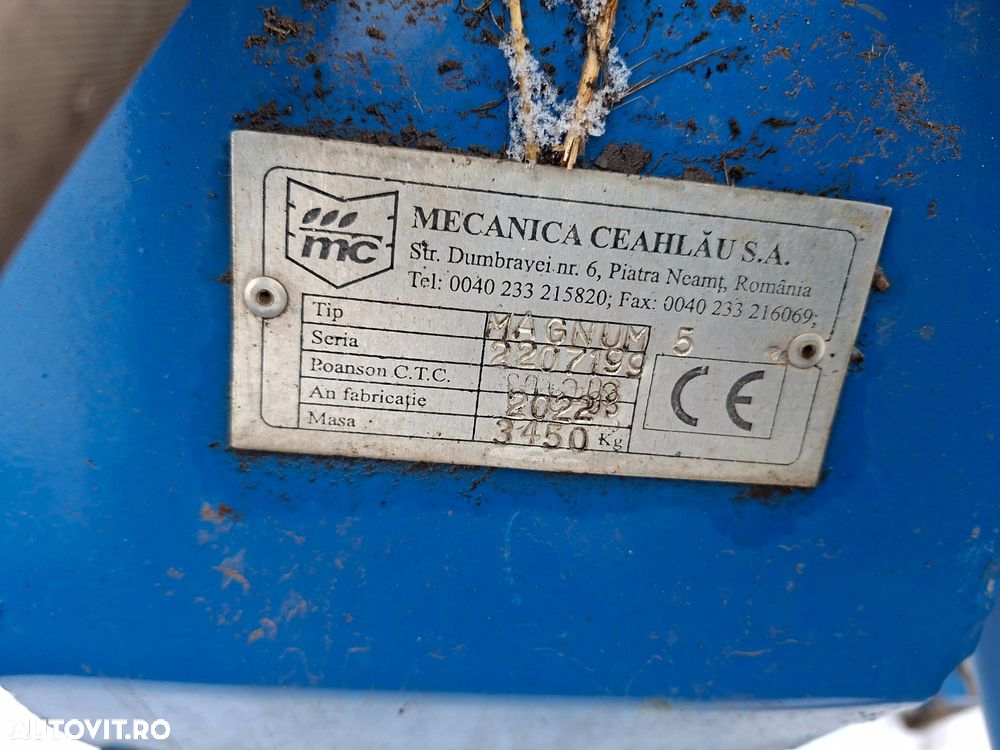 mc
MECANICA CEAHLĂU S.A.
Str. Dumbravei nr. 6, Piatra Neamț, România
Tel: 0040 233 215820; Fax: 0040 233 216069;
Tip MAGNUM 5
Seria 2207199
Poanson C.T.C.
An fabricație 2022
Masa 3450 Kg
CE
AUTOVIT.RO